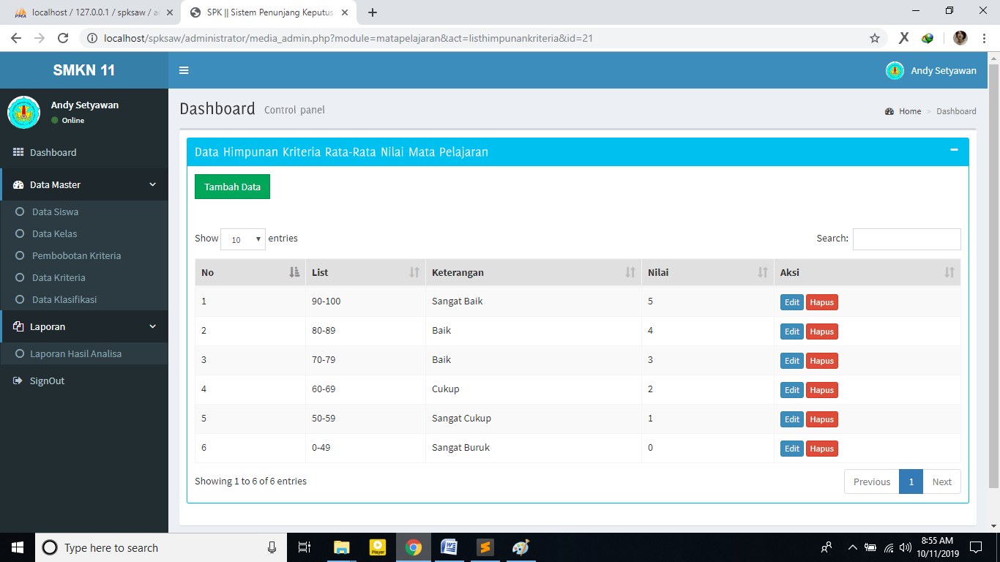 localhost / 127.0.0.1 / spksaw / a
SPK || Sistem Penunjang Keputus
localhost/spksaw/administrator/media_admin.php?module=matapelajaran&act=listhimpunankriteria&id=21
SMKN 11
Andy Setyawan
Andy Setyawan
Online
Dashboard
Data Master
Data Siswa
Data Kelas
Pembobotan Kriteria
Data Kriteria
Data Klasifikasi
Laporan
Laporan Hasil Analisa
SignOut
Dashboard Control panel
Home > Dashboard
Data Himpunan Kriteria Rata-Rata Nilai Mata Pelajaran
Tambah Data
Show 10 entries
Search:
No List Keterangan Nilai Aksi
1 90-100 Sangat Baik 5 Edit Hapus
2 80-89 Baik 4 Edit Hapus
3 70-79 Baik 3 Edit Hapus
4 60-69 Cukup 2 Edit Hapus
5 50-59 Sangat Cukup 1 Edit Hapus
6 0-49 Sangat Buruk 0 Edit Hapus
Showing 1 to 6 of 6 entries
Previous 1 Next
Type here to search
8:55 AM
10/11/2019